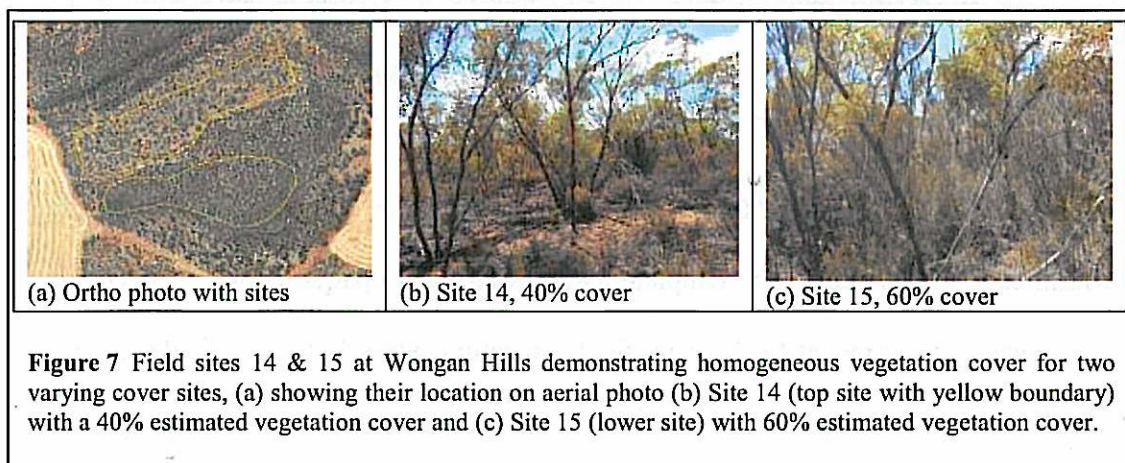 (a) Ortho photo with sites
(b) Site 14, 40% cover
(c) Site 15, 60% cover
Figure 7 Field sites 14 & 15 at Wongan Hills demonstrating homogeneous vegetation cover for two
varying cover sites, (a) showing their location on aerial photo (b) Site 14 (top site with yellow boundary)
with a 40% estimated vegetation cover and (c) Site 15 (lower site) with 60% estimated vegetation cover.